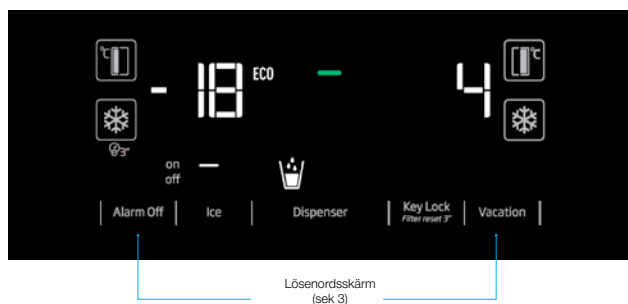 °C
°C
-18 ECO 4
3"
on
off
Alarm Off Ice Dispenser Key Lock Vacation
Filter reset 3"
Lösenordsskärm
(sek 3)